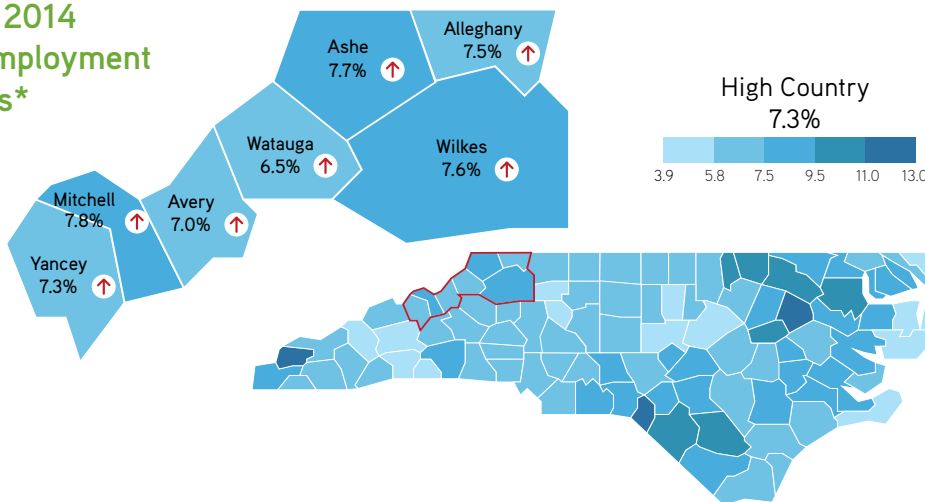 2014
mployment
s*
Ashe
7.7%
Alleghany
7.5%
Watauga
6.5%
Wilkes
7.6%
Mitchell
7.8%
Avery
7.0%
Yancey
7.3%
High Country
7.3%
3.9 5.8 7.5 9.5 11.0 13.0